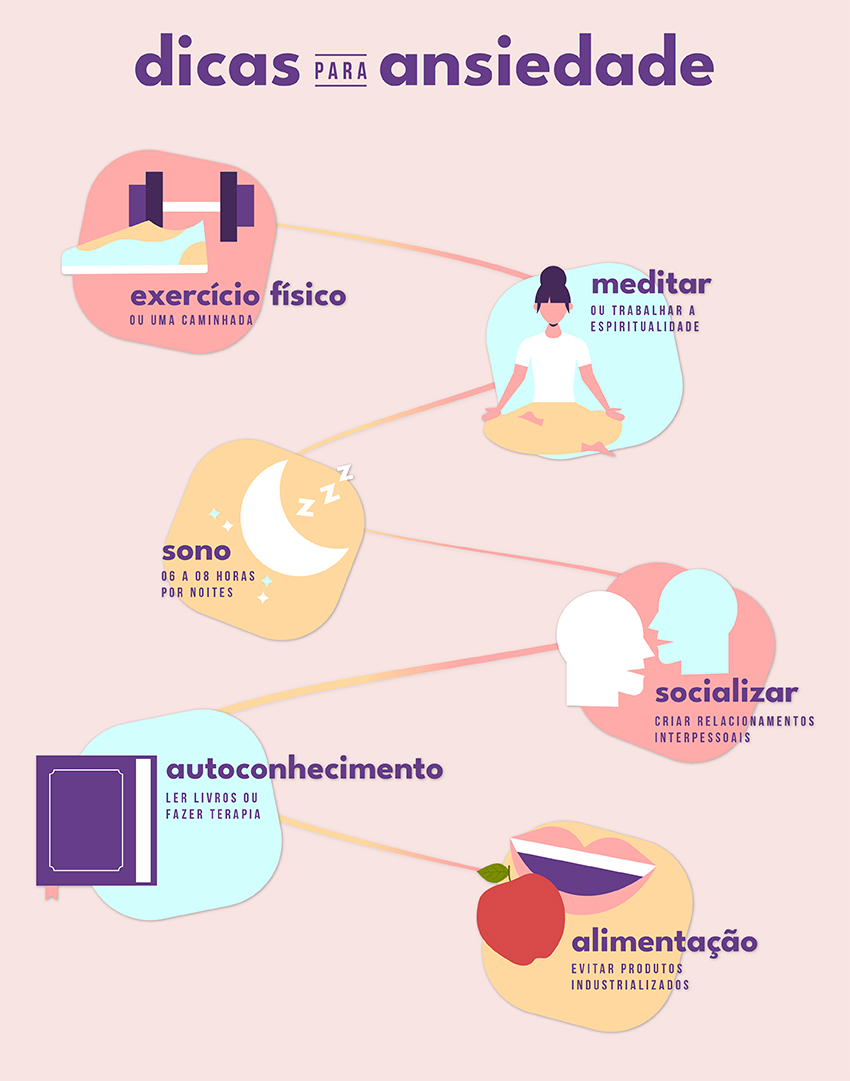 dicas PARA ansiedade
exercício físico
OU UMA CAMINHADA
meditar
OU TRABALHAR A
ESPIRITUALIDADE
zzz
sono
06 A 08 HORAS
POR NOITES
socializar
CRIAR RELACIONAMENTOS
INTERPESSOAIS
autoconhecimento
LER LIVROS OU
FAZER TERAPIA
alimentação
EVITAR PRODUTOS
INDUSTRIALIZADOS